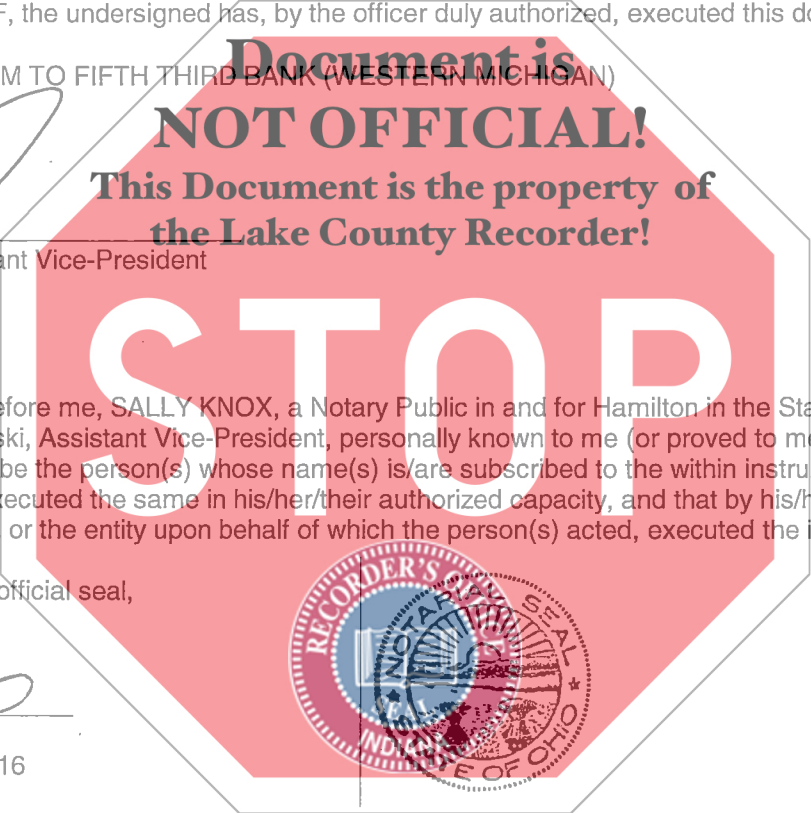 F, the undersigned has, by the officer duly authorized, executed this do
Document is
M TO FIFTH THIRD BANK (WESTERN MICHIGAN)
NOT OFFICIAL!
This Document is the property of
the Lake County Recorder!
ant Vice-President
STOP
efore me, SALLY KNOX, a Notary Public in and for Hamilton in the Sta
ski, Assistant Vice-President, personally known to me (or proved to me
be the person(s) whose name(s) is/are subscribed to the within instru
xecuted the same in his/her/their authorized capacity, and that by his/h
, or the entity upon behalf of which the person(s) acted, executed the i
official seal,
RECORDER'S OFFICE
SEAL
INDIANA
NOTARIAL SEAL
STATE OF OHIO
16